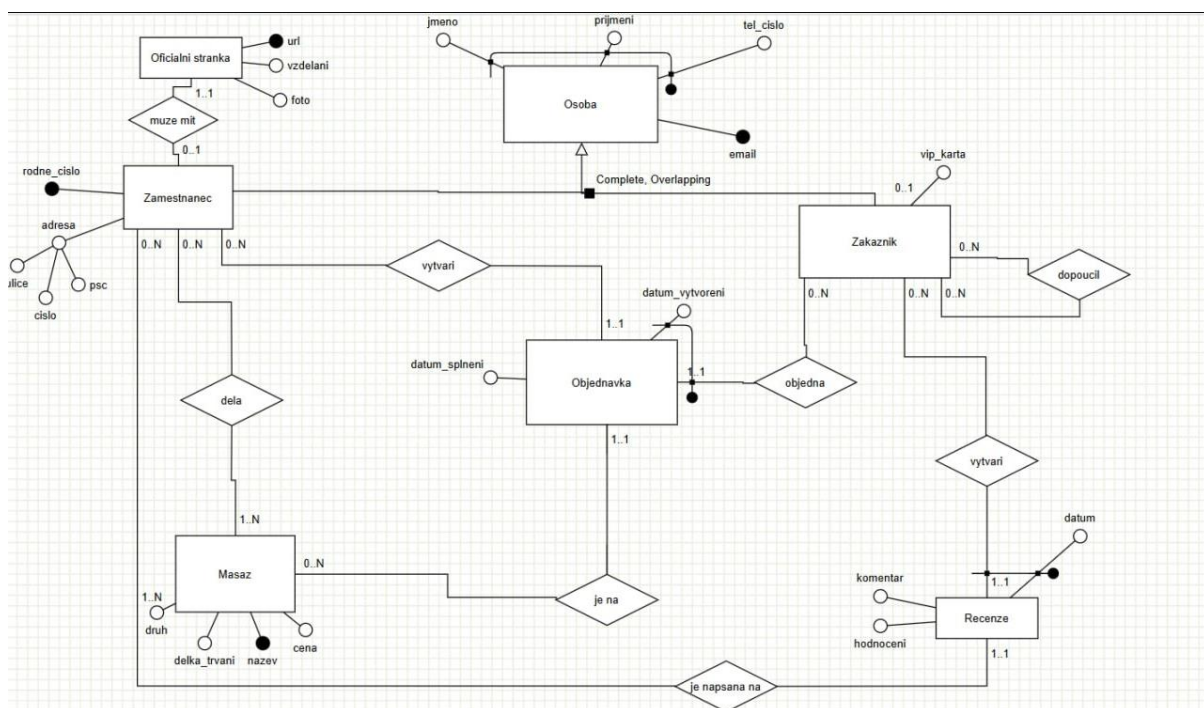 jmeno
prijmeni
tel_cislo
url
Oficialni stranka
vzdelani
foto
1..1
muze mit
0..1
Osoba
email
vip_karta
rodne_cislo
Zamestnanec
Complete, Overlapping
0..1
adresa
0..N
0..N
0..N
Zakaznik
0..N
dopoucil
ulice
psc
cislo
vytvari
0..N
0..N
0..N
datum_vytvoreni
1..1
datum_splneni
Objednavka
1..1
objedna
dela
1..1
vytvari
1..N
datum
Masaz
0..N
je na
1..1
komentar
1..N
druh
delka_trvani
nazev
cena
Recenze
hodnoceni
1..1
je napsana na